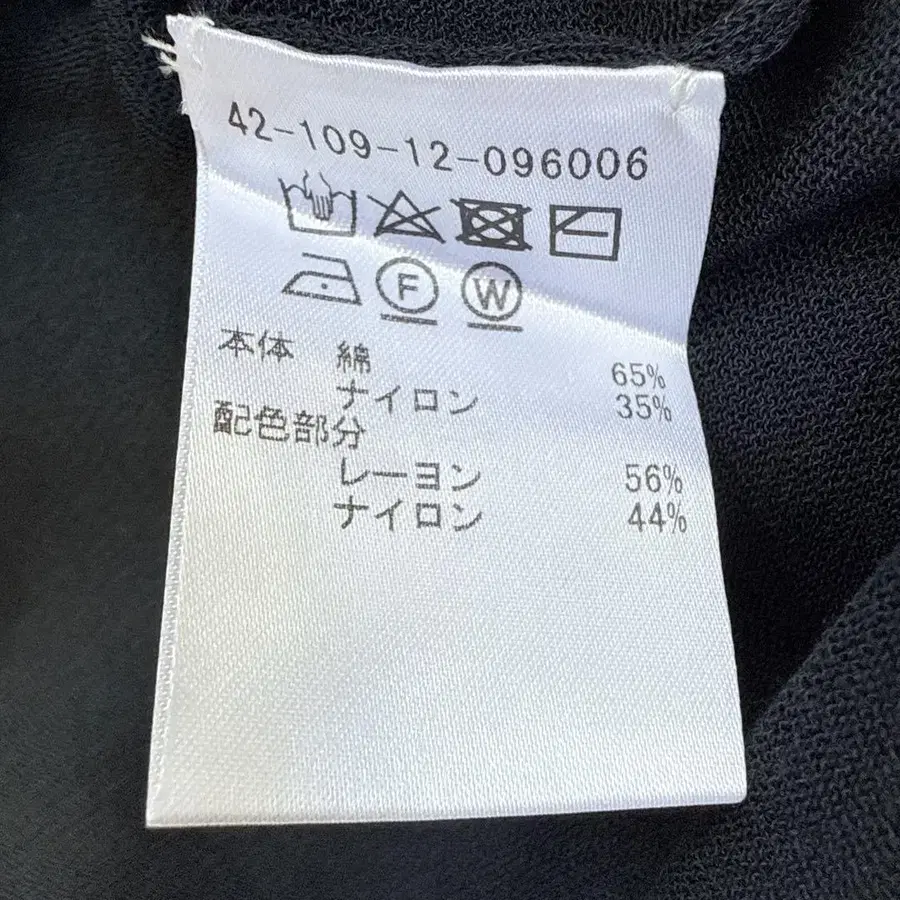 42-109-12-096006
F W
本体 綿 65%
ナイロン 35%
配色部分
レーヨン 56%
ナイロン 44%